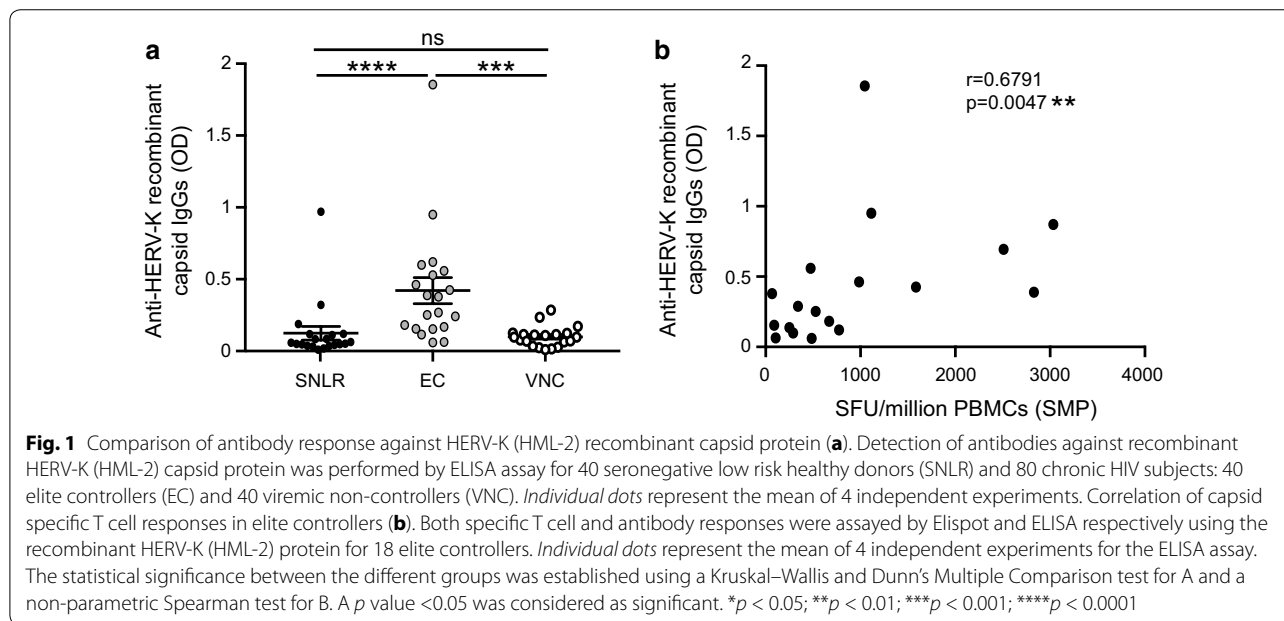 a
ns
**** ***
Anti-HERV-K recombinant
capsid IgGs (OD)
2
1.5
1
0.5
0
SNLR EC VNC
b
Anti-HERV-K recombinant
capsid IgGs (OD)
2
1.5
1
0.5
0
r=0.6791
p=0.0047 **
0 1000 2000 3000 4000
SFU/million PBMCs (SMP)
Fig. 1 Comparison of antibody response against HERV-K (HML-2) recombinant capsid protein (a). Detection of antibodies against recombinant
HERV-K (HML-2) capsid protein was performed by ELISA assay for 40 seronegative low risk healthy donors (SNLR) and 80 chronic HIV subjects: 40
elite controllers (EC) and 40 viremic non-controllers (VNC). Individual dots represent the mean of 4 independent experiments. Correlation of capsid
specific T cell responses in elite controllers (b). Both specific T cell and antibody responses were assayed by Elispot and ELISA respectively using the
recombinant HERV-K (HML-2) protein for 18 elite controllers. Individual dots represent the mean of 4 independent experiments for the ELISA assay.
The statistical significance between the different groups was established using a Kruskal–Wallis and Dunn's Multiple Comparison test for A and a
non-parametric Spearman test for B. A p value <0.05 was considered as significant. *p < 0.05; **p < 0.01; ***p < 0.001; ****p < 0.0001